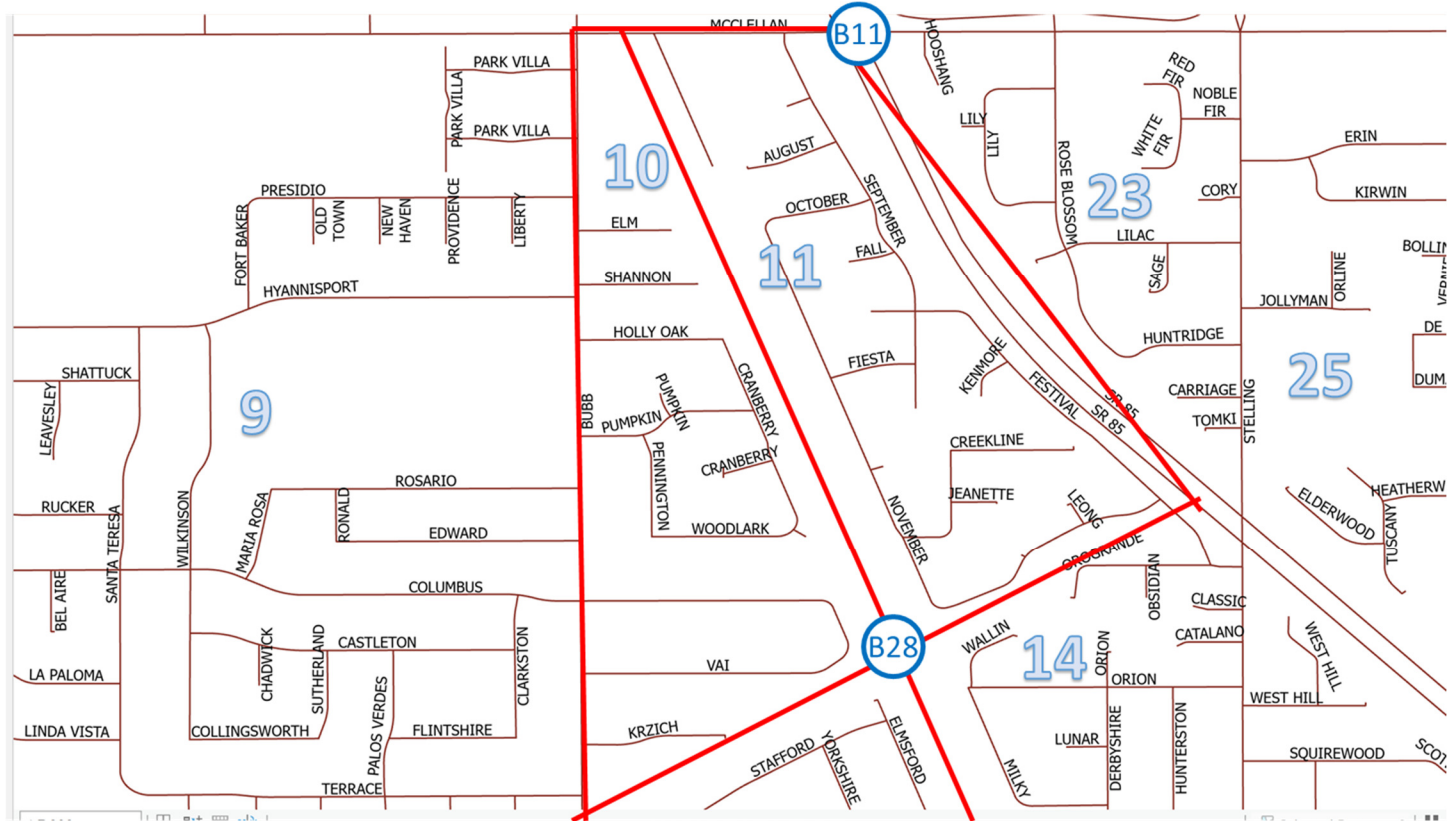 MCCLELLAN
B11
HOOSHANG
PARK VILLA
PARK VILLA
PARK VILLA
RED
FIR
NOBLE
FIR
WHITE
FIR
LILY
LILY
ERIN
KIRWIN
CORY
23
ROSE BLOSSOM
LILAC
SAGE
10
AUGUST
OCTOBER
SEPTEMBER
FALL
11
PRESIDIO
FORT BAKER
OLD
TOWN
NEW
HAVEN
PROVIDENCE
LIBERTY
ELM
SHANNON
HYANNISPORT
HOLLY OAK
JOLLYMAN
ORLINE
HUNTRIDGE
DE
25
DUM
SHATTUCK
LEAVESLEY
9
BUBB
PUMPKIN
PUMPKIN
CRANBERRY
CRANBERRY
PENNINGTON
WOODLARK
FIESTA
KENMORE
FESTIVAL
SR 85
SR 85
CARRIAGE
TOMKI
STELLING
CREEKLINE
JEANETTE
LEONG
NOVEMBER
OROGRANDE
HEATHERW
ELDERWOOD
TUSCANY
RUCKER
SANTA TERESA
WILKINSON
MARIA ROSA
ROSARIO
RONALD
EDWARD
BEL AIRE
COLUMBUS
OBSIDIAN
CLASSIC
CATALANO
B28
WALLIN
14
ORION
ORION
WEST HILL
WEST HILL
CHADWICK
SUTHERLAND
CASTLETON
CLARKSTON
VAI
LA PALOMA
LINDA VISTA
COLLINGSWORTH
PALOS VERDES
FLINTSHIRE
KRZICH
STAFFORD
YORKSHIRE
ELMSFORD
MILKY
LUNAR
DERBYSHIRE
HUNTERSTON
SQUIREWOOD
TERRACE